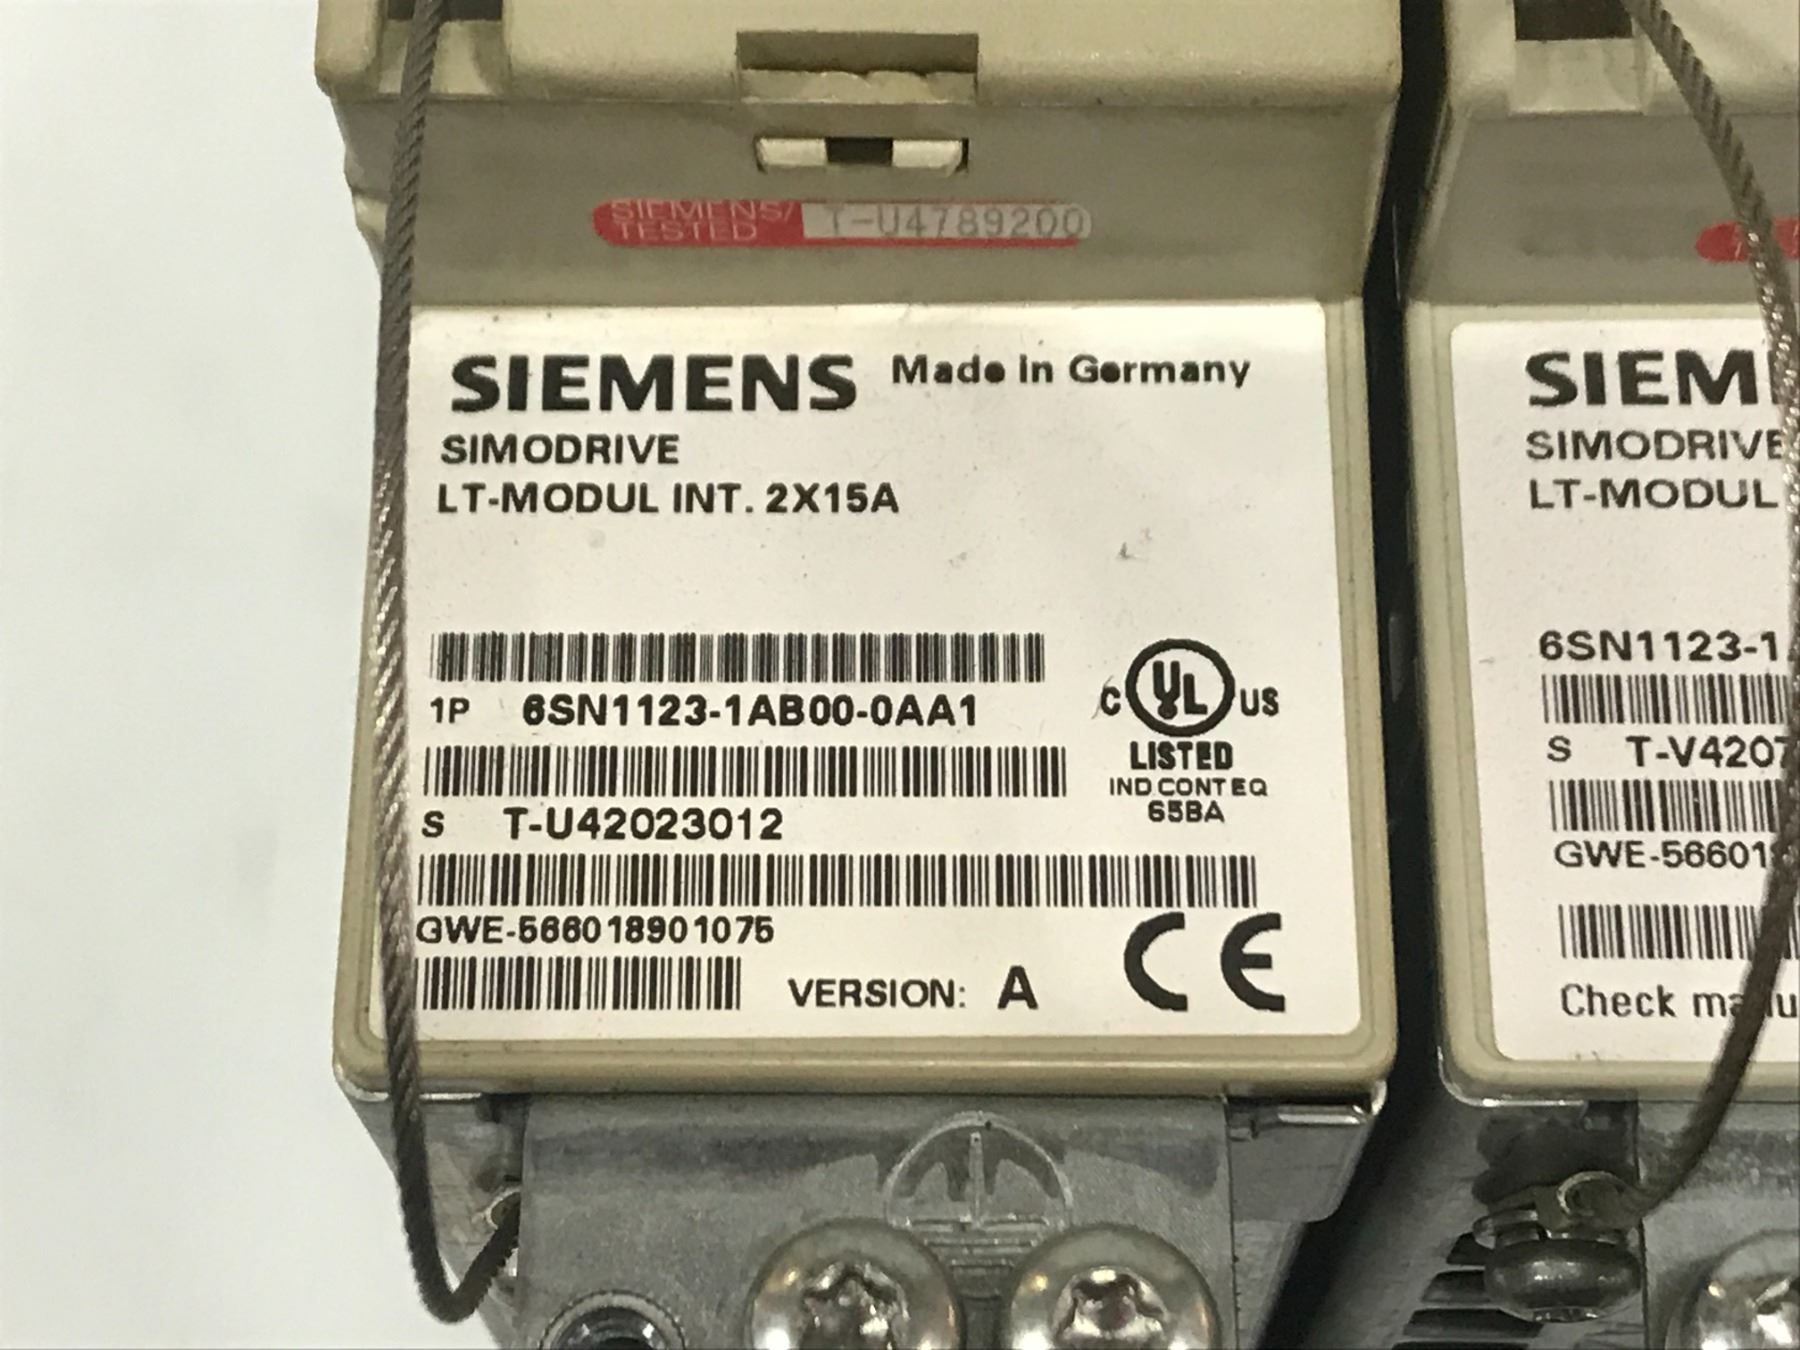 SIEMENS/
TESTED
T-U4789200
SIEMENS Made in Germany
SIMODRIVE
LT-MODUL INT. 2X15A
1P 6SN1123-1AB00-0AA1
C UL US
LISTED
IND.CONT.EQ
65BA
S T-U42023012
GWE-566018901075
VERSION: A
CE
SIEM
SIMODRIVE
LT-MODUL
6SN1123-1
S T-V4207
GWE-56601
Check